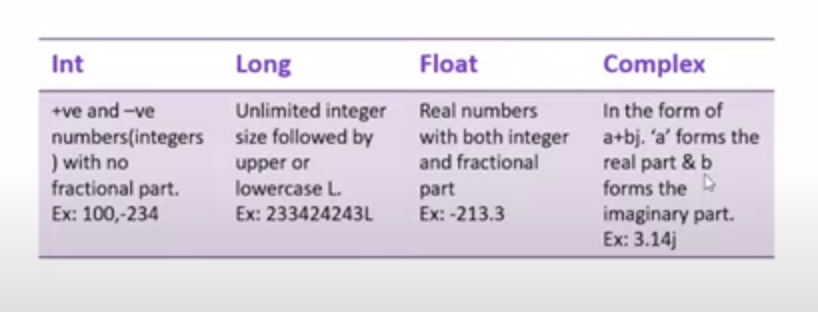 Int
+ve and –ve
numbers(integers
) with no
fractional part.
Ex: 100,-234
Long
Unlimited integer
size followed by
upper or
lowercase L.
Ex: 233424243L
Float
Real numbers
with both integer
and fractional
part
Ex: -213.3
Complex
In the form of
a+bj. ‘a’ forms the
real part & b
forms the
imaginary part.
Ex: 3.14j